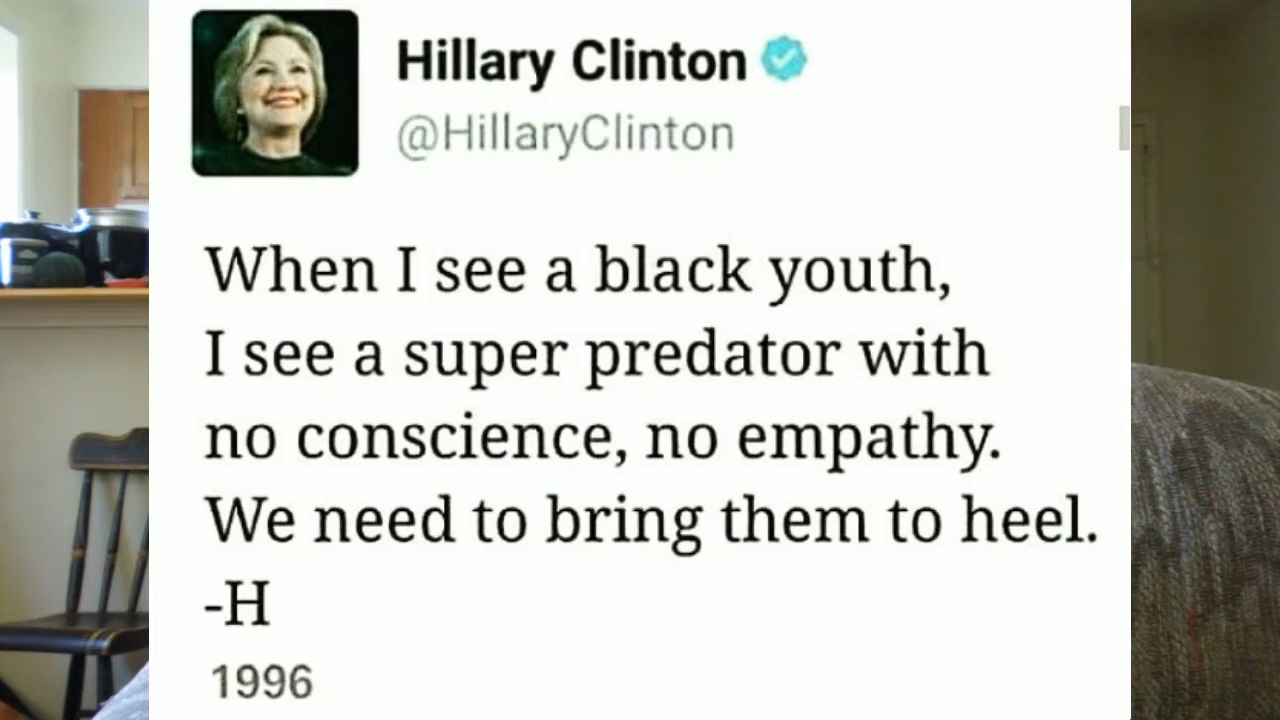 Hillary Clinton
@HillaryClinton
When I see a black youth,
I see a super predator with
no conscience, no empathy.
We need to bring them to heel.
-H
1996